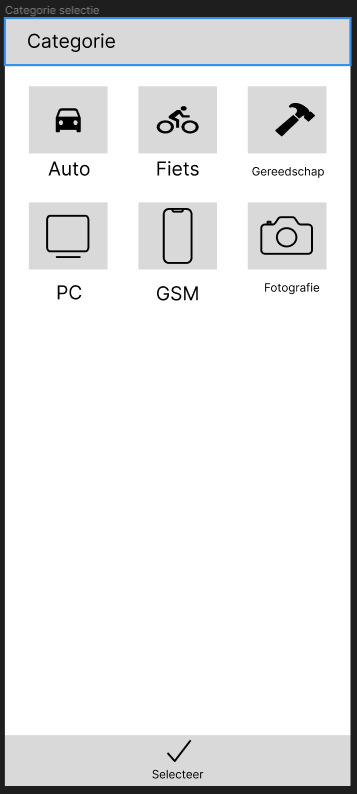 Categorie selectie
Categorie
Auto
Fiets
Gereedschap
PC
GSM
Fotografie
Selecteer